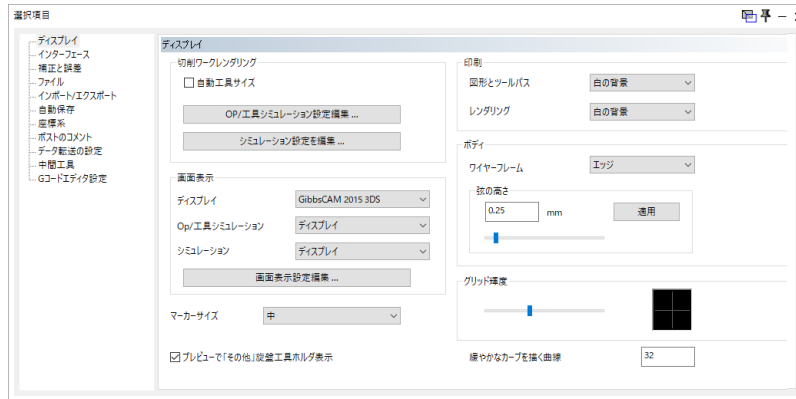 選択項目
ディスプレイ
インターフェース
補正と誤差
ファイル
インポート/エクスポート
自動保存
座標系
ポストのコメント
データ転送の設定
中間工具
Gコードエディタ設定
ディスプレイ
切削ワークレンダリング
自動工具サイズ
OP/工具シミュレーション設定編集 ...
シミュレーション設定を編集 ...
画面表示
ディスプレイ GibbsCAM 2015 3DS
Op/工具シミュレーション ディスプレイ
シミュレーション ディスプレイ
画面表示設定編集 ...
マーカーサイズ 中
プレビューで「その他」旋盤工具ホルダ表示
印刷
図形とツールパス 白の背景
レンダリング 白の背景
ボディ
ワイヤーフレーム エッジ
弦の高さ
0.25 mm 適用
グリッド輝度
緩やかなカーブを描く曲線 32